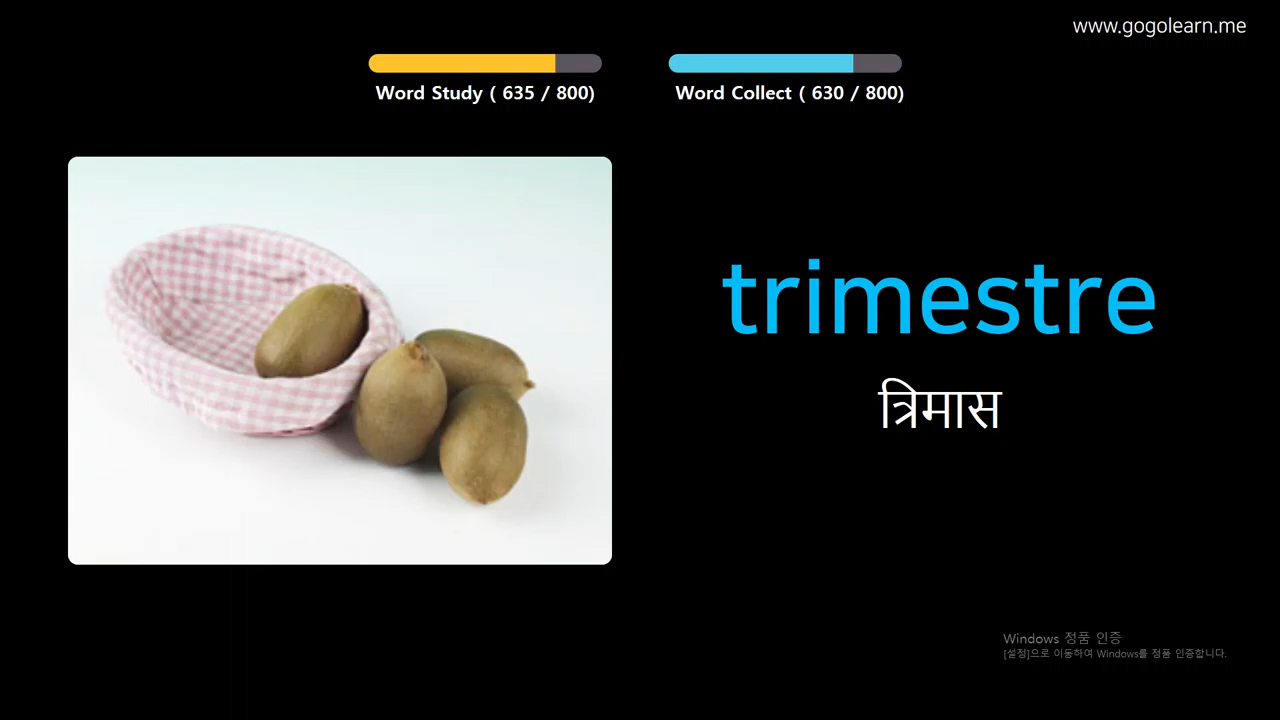 www.gogolearn.me
Word Study ( 635 / 800)
Word Collect ( 630 / 800)
trimestre
त्रिमास
Windows 정품 인증
[설정]으로 이동하여 Windows를 정품 인증합니다.